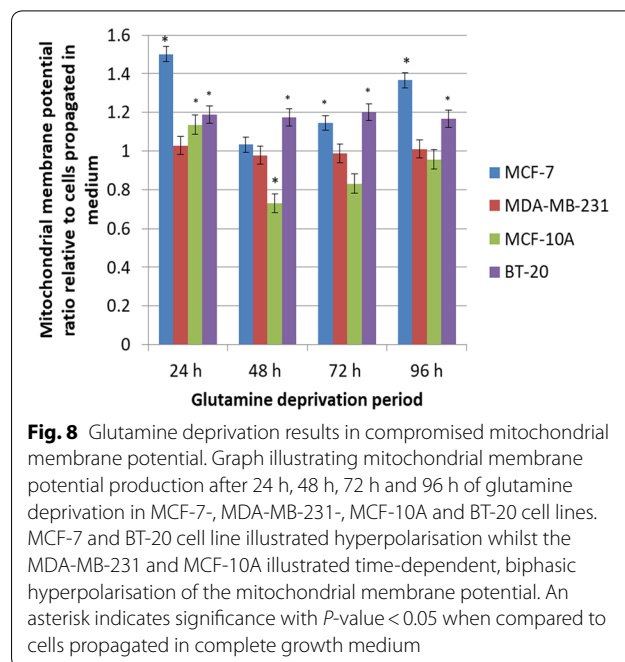 1.6
1.4
1.2
1
0.8
0.6
0.4
0.2
0
Mitochondrial membrane potential
ratio relative to cells propagated in
medium
*
*
*
*
*
*
*
*
*
MCF-7
MDA-MB-231
MCF-10A
BT-20
24 h 48 h 72 h 96 h
Glutamine deprivation period
Fig. 8 Glutamine deprivation results in compromised mitochondrial
membrane potential. Graph illustrating mitochondrial membrane
potential production after 24 h, 48 h, 72 h and 96 h of glutamine
deprivation in MCF-7-, MDA-MB-231-, MCF-10A and BT-20 cell lines.
MCF-7 and BT-20 cell line illustrated hyperpolarisation whilst the
MDA-MB-231 and MCF-10A illustrated time-dependent, biphasic
hyperpolarisation of the mitochondrial membrane potential. An
asterisk indicates significance with P-value < 0.05 when compared to
cells propagated in complete growth medium